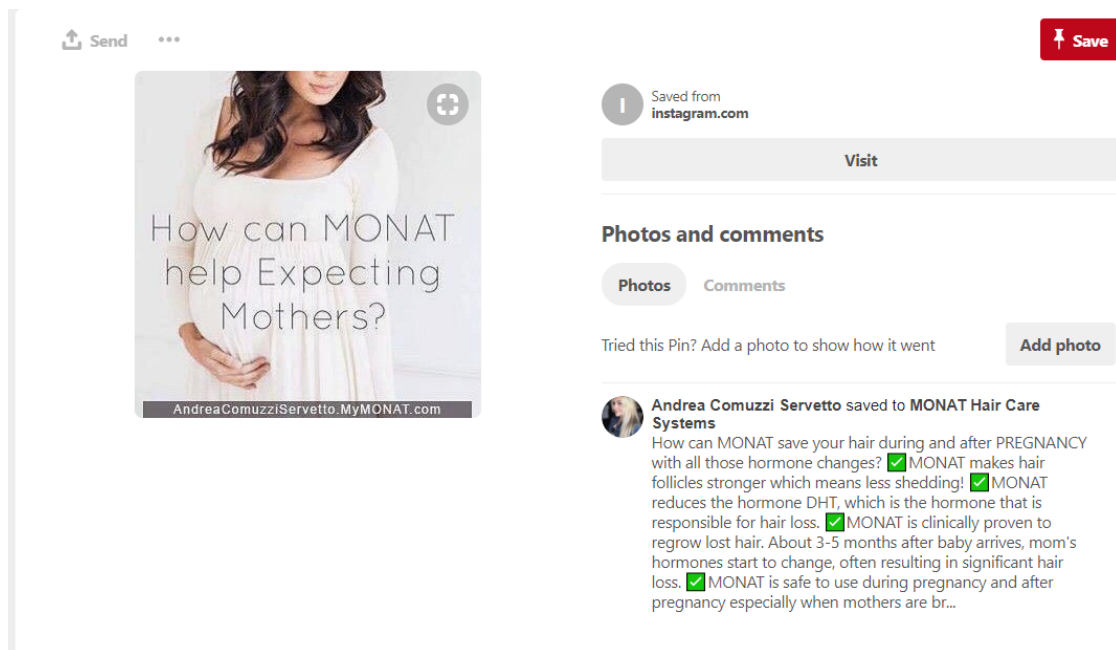 Send
Save
How can MONAT
help Expecting
Mothers?
AndreaComuzziServetto.MyMONAT.com
I
Saved from
instagram.com
Visit
Photos and comments
Photos Comments
Tried this Pin? Add a photo to show how it went
Add photo
Andrea Comuzzi Servetto saved to MONAT Hair Care
Systems
How can MONAT save your hair during and after PREGNANCY
with all those hormone changes? ✅MONAT makes hair
follicles stronger which means less shedding! ✅MONAT
reduces the hormone DHT, which is the hormone that is
responsible for hair loss. ✅MONAT is clinically proven to
regrow lost hair. About 3-5 months after baby arrives, mom's
hormones start to change, often resulting in significant hair
loss. ✅MONAT is safe to use during pregnancy and after
pregnancy especially when mothers are br...